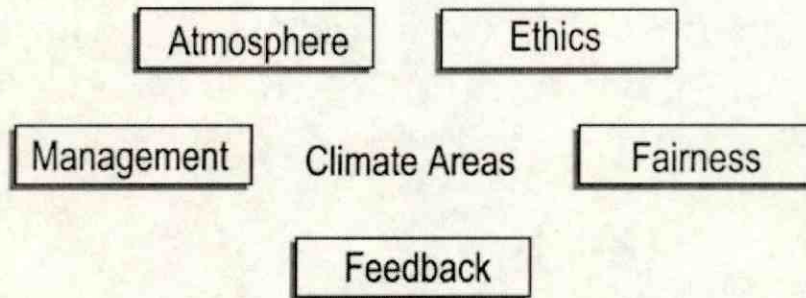 Atmosphere
Ethics
Management
Climate Areas
Fairness
Feedback